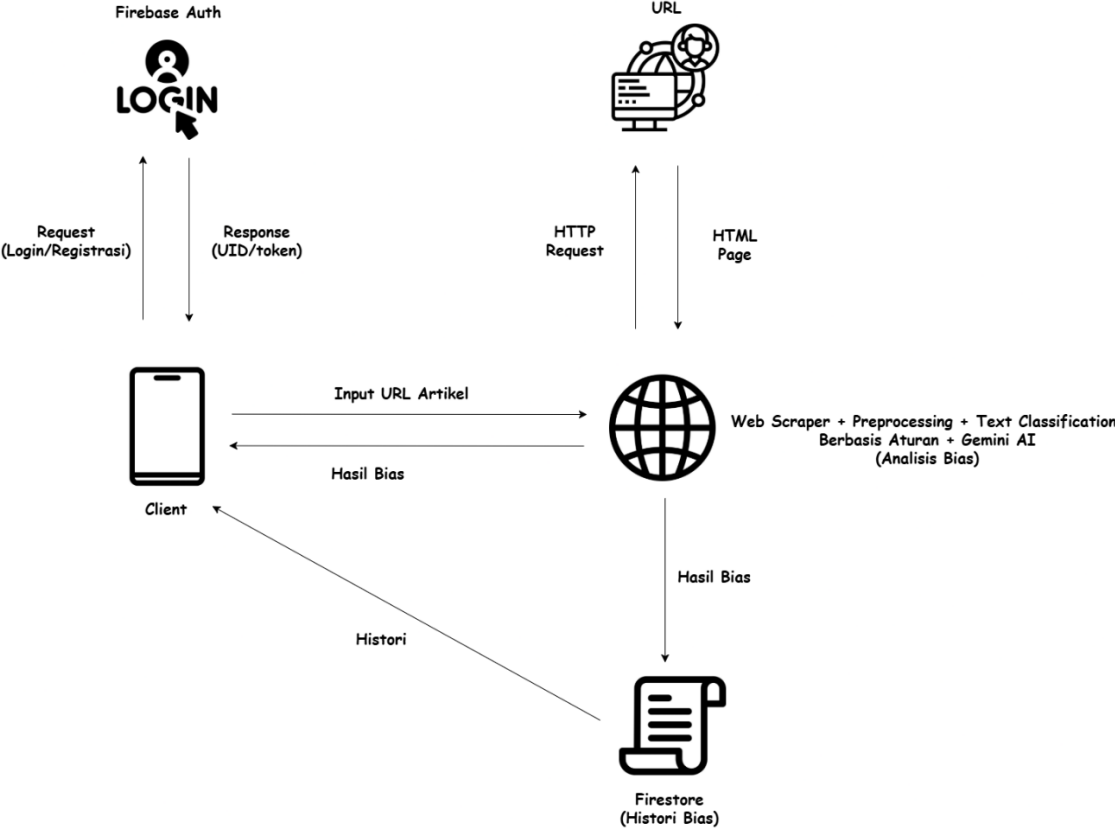 Firebase Auth
URL
LOGIN
Request
(Login/Registrasi)
Response
(UID/token)
HTTP
Request
HTML
Page
Input URL Artikel
Hasil Bias
Client
Web Scraper + Preprocessing + Text Classification
Berbasis Aturan + Gemini AI
(Analisis Bias)
Hasil Bias
Histori
Firestore
(Histori Bias)